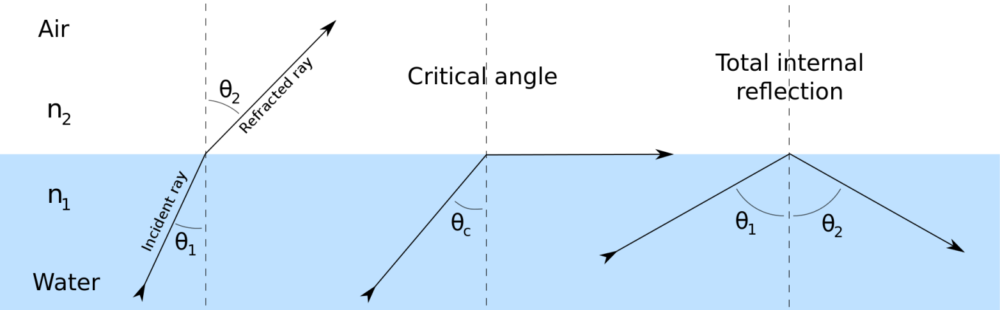 Air
n2
n1
Water
θ2
Refracted ray
Incident ray
θ1
Critical angle
θc
Total internal
reflection
θ1
θ2